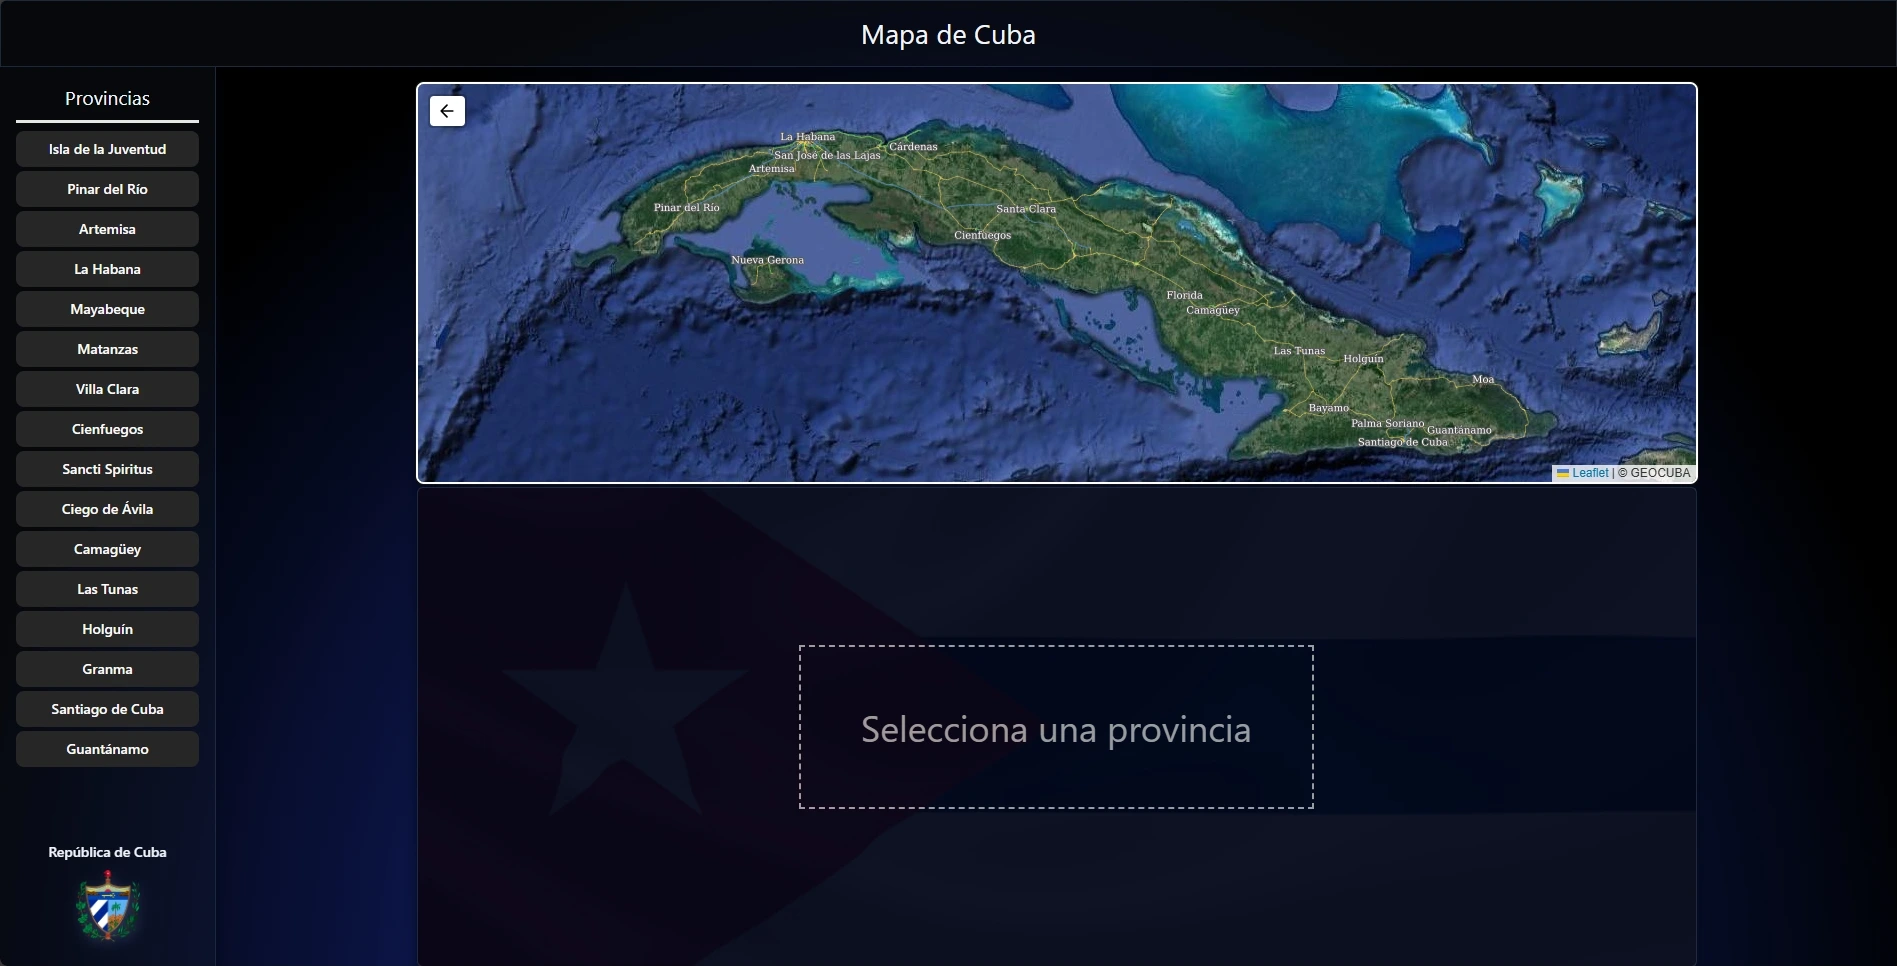 Mapa de Cuba
Provincias
Isla de la Juventud
Pinar del Río
Artemisa
La Habana
Mayabeque
Matanzas
Villa Clara
Cienfuegos
Sancti Spiritus
Ciego de Ávila
Camagüey
Las Tunas
Holguín
Granma
Santiago de Cuba
Guantánamo
República de Cuba
La Habana
Cárdenas
San José de las Lajas
Artemisa
Pinar del Río
Santa Clara
Cienfuegos
Nueva Gerona
Florida
Camagüey
Las Tunas
Holguín
Moa
Bayamo
Palma Soriano
Guantánamo
Santiago de Cuba
Leaflet | © GEOCUBA
Selecciona una provincia